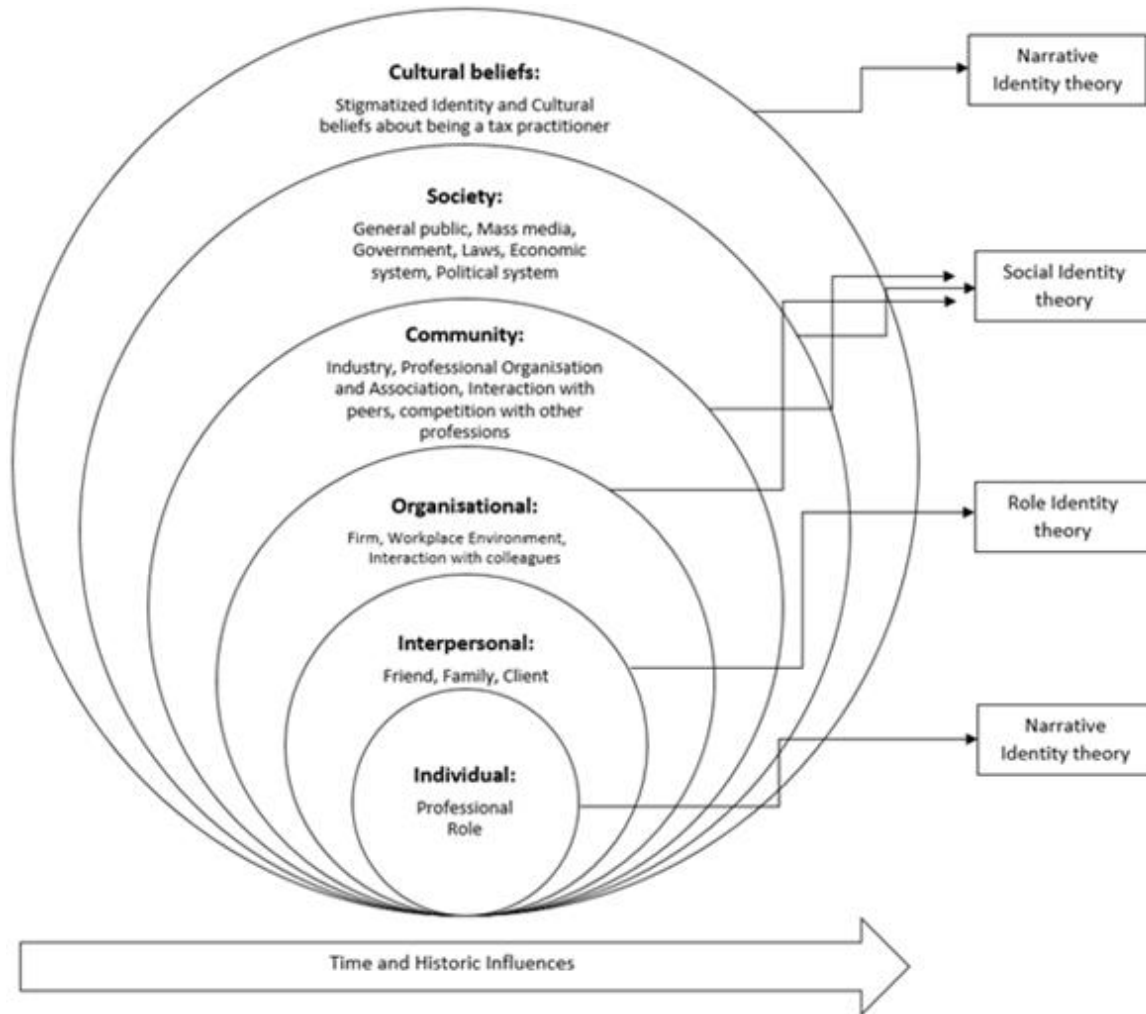 Cultural beliefs:
Stigmatized Identity and Cultural
beliefs about being a tax practitioner
Society:
General public, Mass media,
Government, Laws, Economic
system, Political system
Community:
Industry, Professional Organisation
and Association, Interaction with
peers, competition with other
professions
Organisational:
Firm, Workplace Environment,
Interaction with colleagues
Interpersonal:
Friend, Family, Client
Individual:
Professional
Role
Narrative
Identity theory
Social Identity
theory
Role Identity
theory
Narrative
Identity theory
Time and Historic Influences